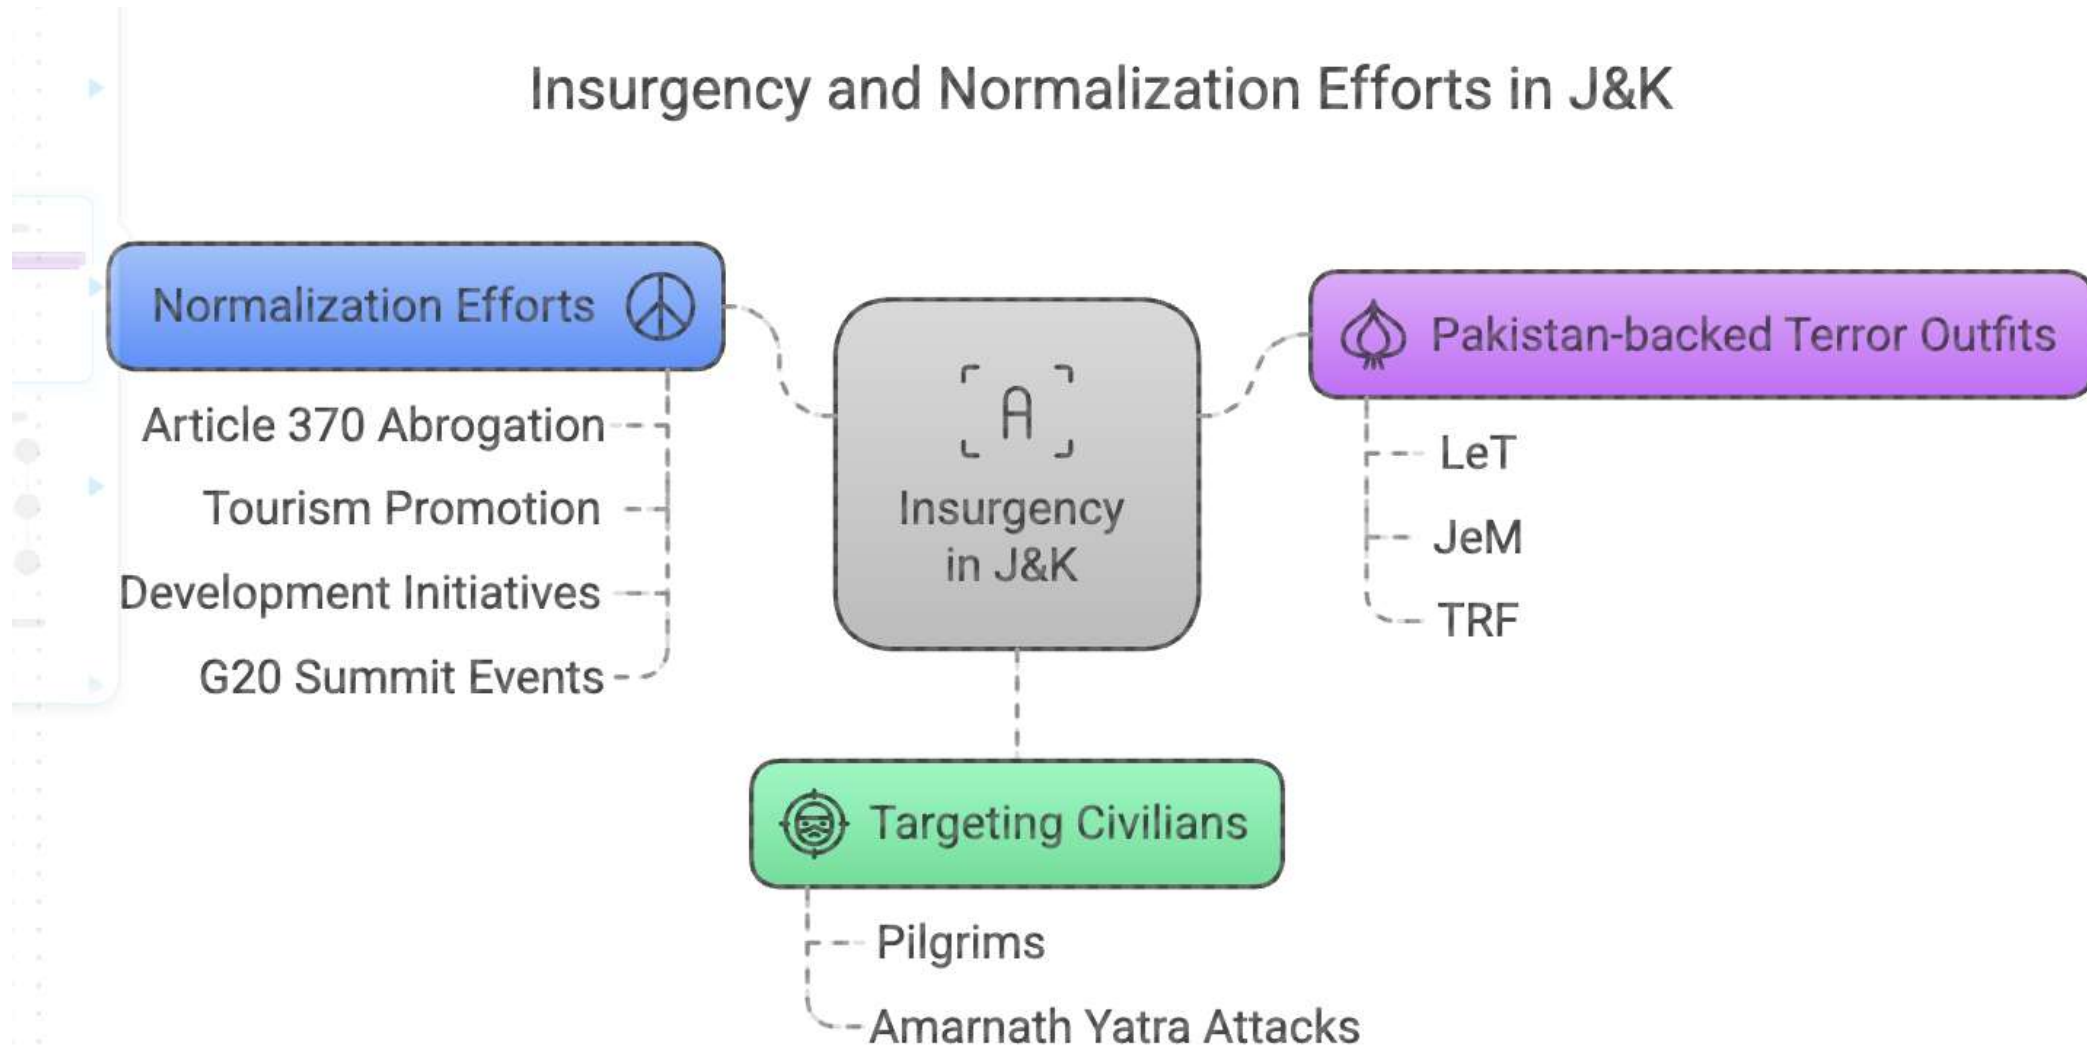 Insurgency and Normalization Efforts in J&K
Normalization Efforts
Article 370 Abrogation
Tourism Promotion
Development Initiatives
G20 Summit Events
A
Insurgency
in J&K
Pakistan-backed Terror Outfits
LeT
JeM
TRF
Targeting Civilians
Pilgrims
Amarnath Yatra Attacks